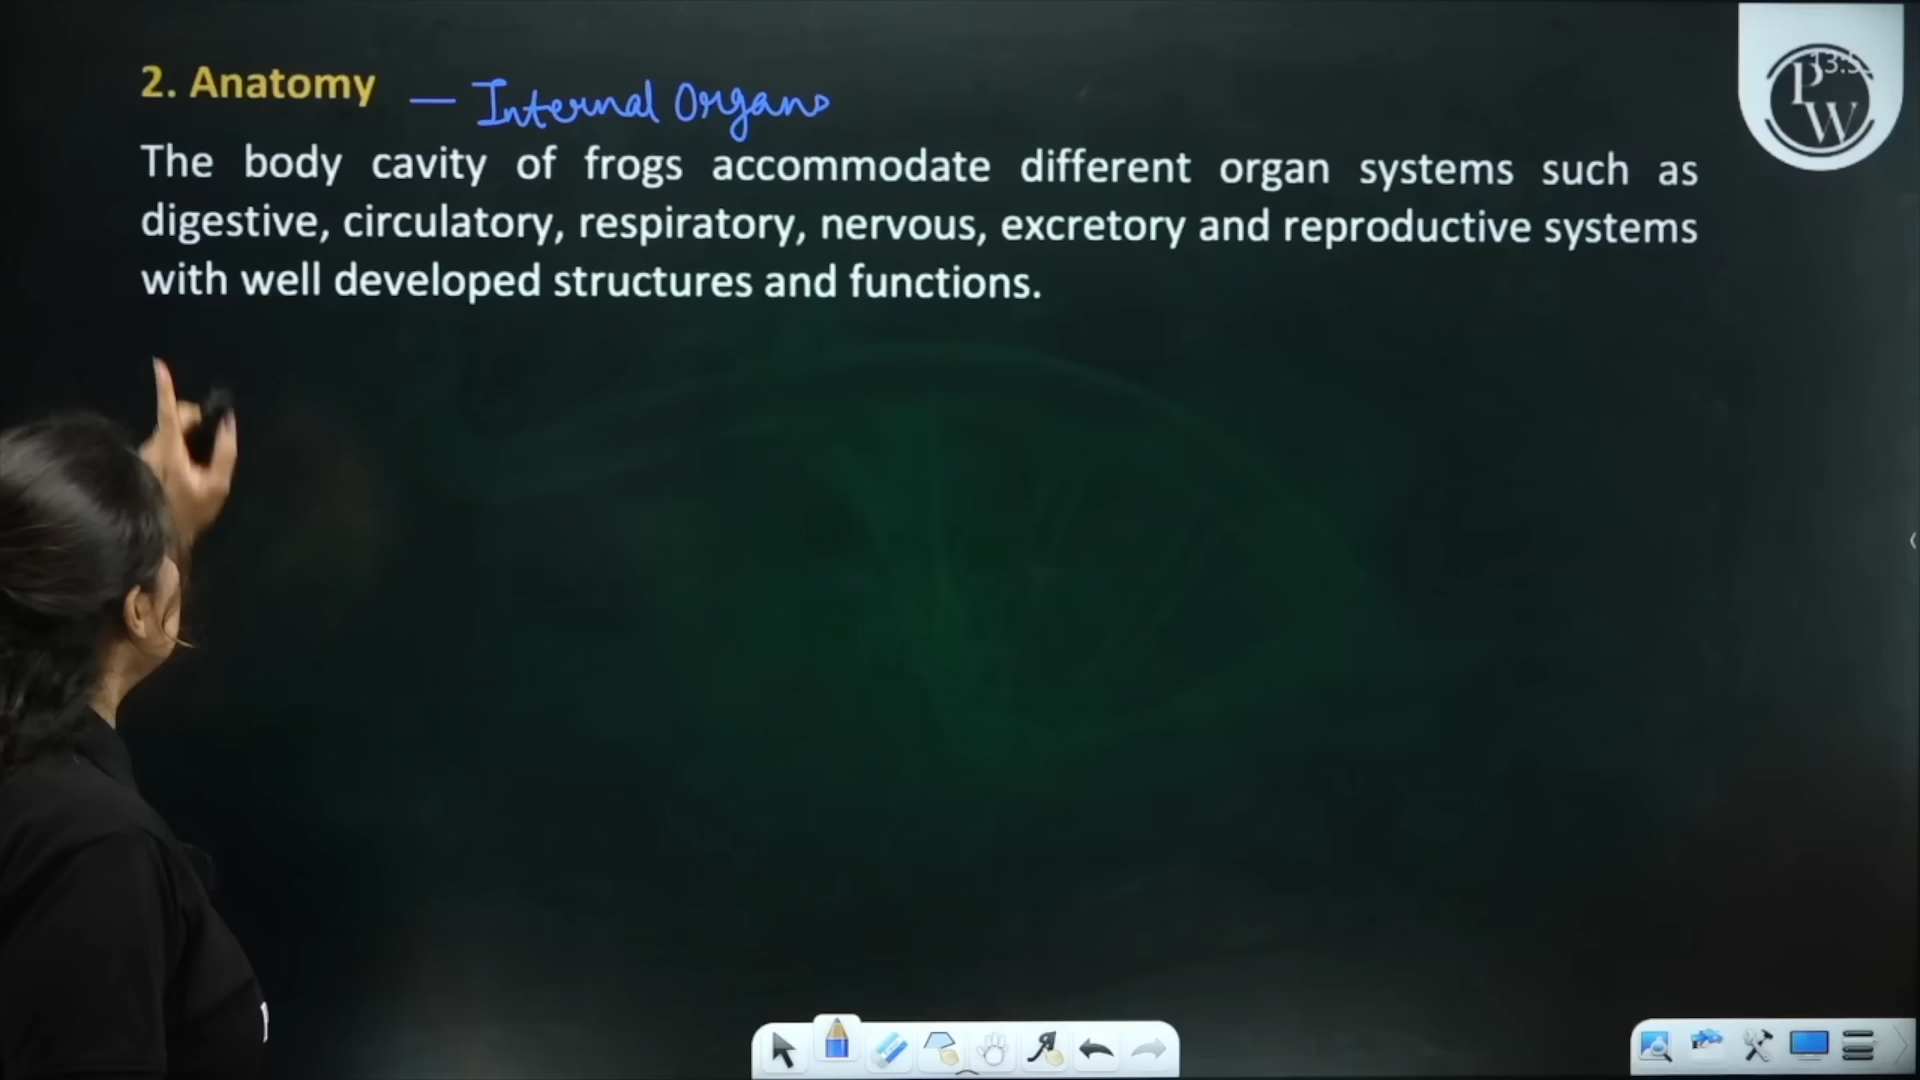 2. Anatomy — Internal Organs
The body cavity of frogs accommodate different organ systems such as
digestive, circulatory, respiratory, nervous, excretory and reproductive systems
with well developed structures and functions.
P
W